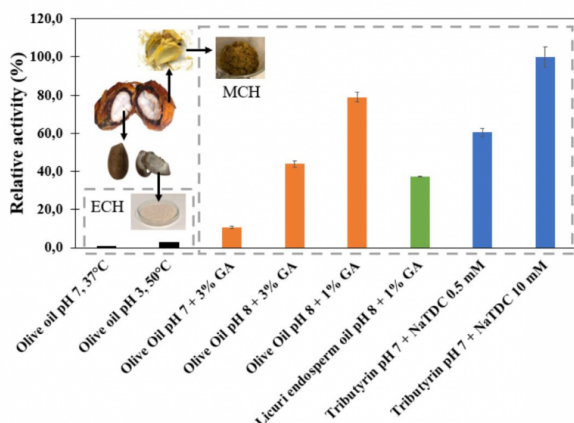 Relative activity (%)
120,0
100,0
80,0
60,0
40,0
20,0
0,0
MCH
ECH
Olive oil pH 7, 37°C
Olive oil pH 3, 50°C
Olive Oil pH 7 + 3% GA
Olive Oil pH 8 + 3% GA
Olive Oil pH 8 + 1% GA
Licuri endosperm oil pH 8 + 1% GA
Tributyrin pH 7 + NaTDC 0.5 mM
Tributyrin pH 7 + NaTDC 10 mM